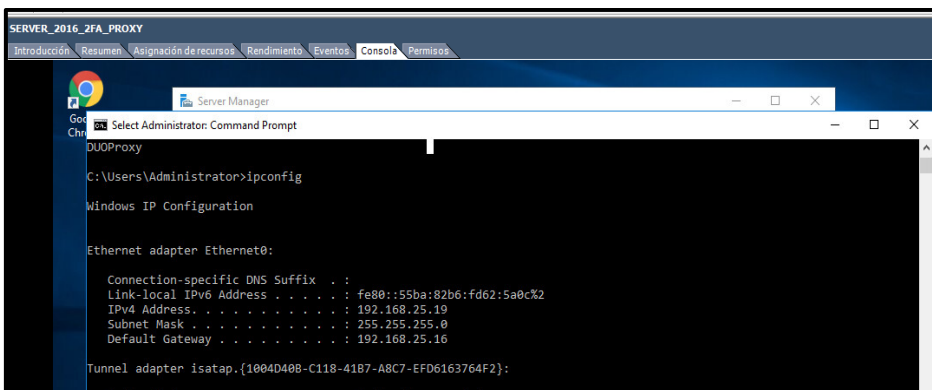 SERVER_2016_2FA_PROXY
Introducción Resumen Asignación de recursos Rendimiento Eventos Consola Permisos
Server Manager
Goo
Chr
Select Administrator: Command Prompt
DUOProxy
C:\Users\Administrator>ipconfig
Windows IP Configuration
Ethernet adapter Ethernet0:
Connection-specific DNS Suffix . :
Link-local IPv6 Address . . . . . : fe80::55ba:82b6:fd62:5a0c%2
IPv4 Address. . . . . . . . . . . : 192.168.25.19
Subnet Mask . . . . . . . . . . . : 255.255.255.0
Default Gateway . . . . . . . . . : 192.168.25.16
Tunnel adapter isatap.{1004D40B-C118-41B7-A8C7-EFD6163764F2}: